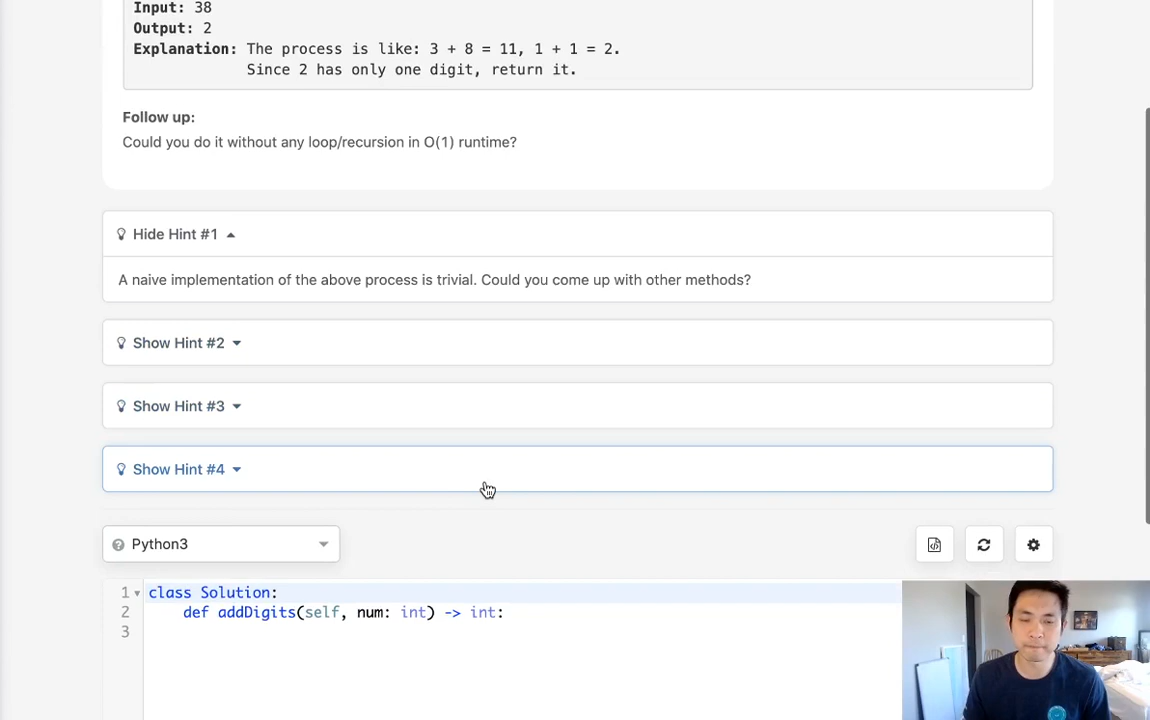 Input: 38
Output: 2
Explanation: The process is like: 3 + 8 = 11, 1 + 1 = 2.
Since 2 has only one digit, return it.
Follow up:
Could you do it without any loop/recursion in O(1) runtime?
Hide Hint #1
A naive implementation of the above process is trivial. Could you come up with other methods?
Show Hint #2
Show Hint #3
Show Hint #4
Python3
1 class Solution:
2 def addDigits(self, num: int) -> int:
3